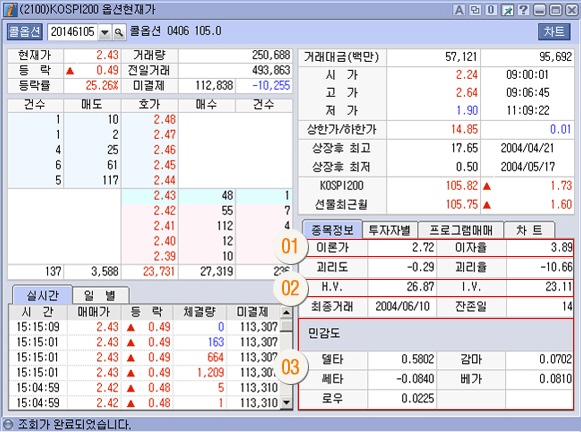 (2100)KOSPI200 옵션현재가
A
콜옵션 20146105 콜옵션 0406 105.0 차트
현재가 2.43 거래량 250,688
등 락 ▲ 0.49 전일거래 493,863
등락률 25.26% 미결제 112,838 -10,255
건수 매도 호가 매수 건수
1 10 2.48
1 2 2.47
4 25 2.46
6 61 2.45
5 117 2.44
2.43 48 1
2.42 55 7
2.41 112 4
2.40 12
2.39 10
137 3,588 23,731 27,319 236
거래대금(백만) 57,121 95,692
시 가 2.24 09:00:01
고 가 2.64 09:06:45
저 가 1.90 11:09:22
상한가/하한가 14.85 0.01
상장후 최고 17.65 2004/04/21
상장후 최저 0.50 2004/05/17
KOSPI200 105.82 ▲ 1.73
선물최근월 105.75 ▲ 1.60
종목정보 투자자별 프로그램매매 차 트
01 이론가 2.72 이자율 3.89
괴리도 -0.29 괴리율 -10.66
02 H.V. 26.87 I.V. 23.11
최종거래 2004/06/10 잔존일 14
민감도
03 델타 0.5802 감마 0.0702
쎄타 -0.0840 베가 0.0810
로우 0.0225
실시간 일 별
시 간 매매가 등 락 체결량 미결제
15:15:09 2.43 ▲ 0.49 0 113,307
15:15:01 2.43 ▲ 0.49 163 113,307
15:15:01 2.43 ▲ 0.49 664 113,307
15:15:01 2.43 ▲ 0.49 1,209 113,307
15:04:59 2.42 ▲ 0.48 5 113,310
15:04:59 2.42 ▲ 0.48 1 113,310
조회가 완료되었습니다.